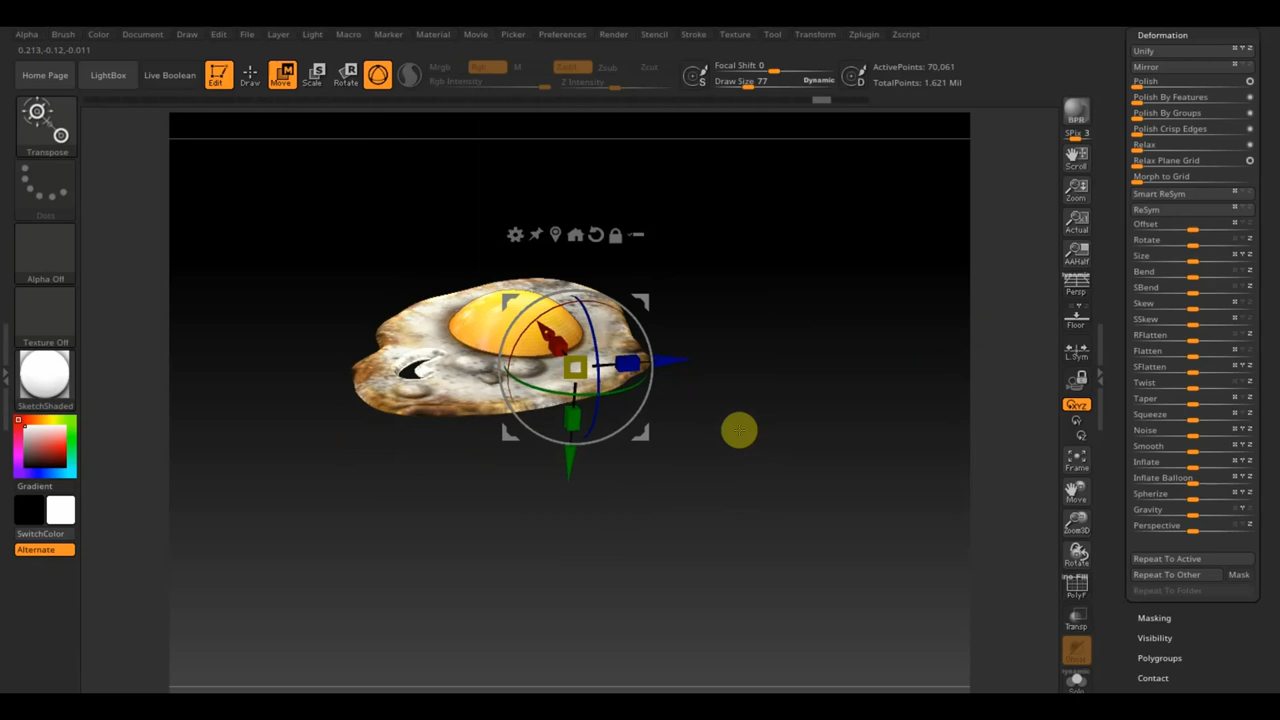 Alpha Brush Color Document Draw Edit File Layer Light Macro Marker Material Movie Picker Preferences Render Stencil Stroke Texture Tool Transform Zplugin Zscript
0.213,-0.12,-0.011
Home Page LightBox Live Boolean Edit Draw Move Scale Rotate
Mrgb Rgb M
Rgb Intensity
Zadd Zsub Zcut
Z Intensity
Focal Shift 0
Draw Size 77 Dynamic
ActivePoints: 70,061
TotalPoints: 1.621 Mil
Transpose
Dots
Alpha Off
Texture Off
SketchShaded
Gradient
SwitchColor
Alternate
BPR
SPix 3
Scroll
Zoom
Actual
AAHalf
Dynamic
Persp
Floor
L.Sym
XYZ
Frame
Move
Zoom3D
Rotate
Line Fill
PolyF
Transp
Dynamic
Solo
Deformation
Unify
Mirror
Polish
Polish By Features
Polish By Groups
Polish Crisp Edges
Relax
Relax Plane Grid
Morph to Grid
Smart ReSym
ReSym
Offset
Rotate
Size
Bend
SBend
Skew
SSkew
RFlatten
Flatten
SFlatten
Twist
Taper
Squeeze
Noise
Smooth
Inflate
Inflate Balloon
Spherize
Gravity
Perspective
Repeat To Active
Repeat To Other Mask
Repeat To Folder
Masking
Visibility
Polygroups
Contact